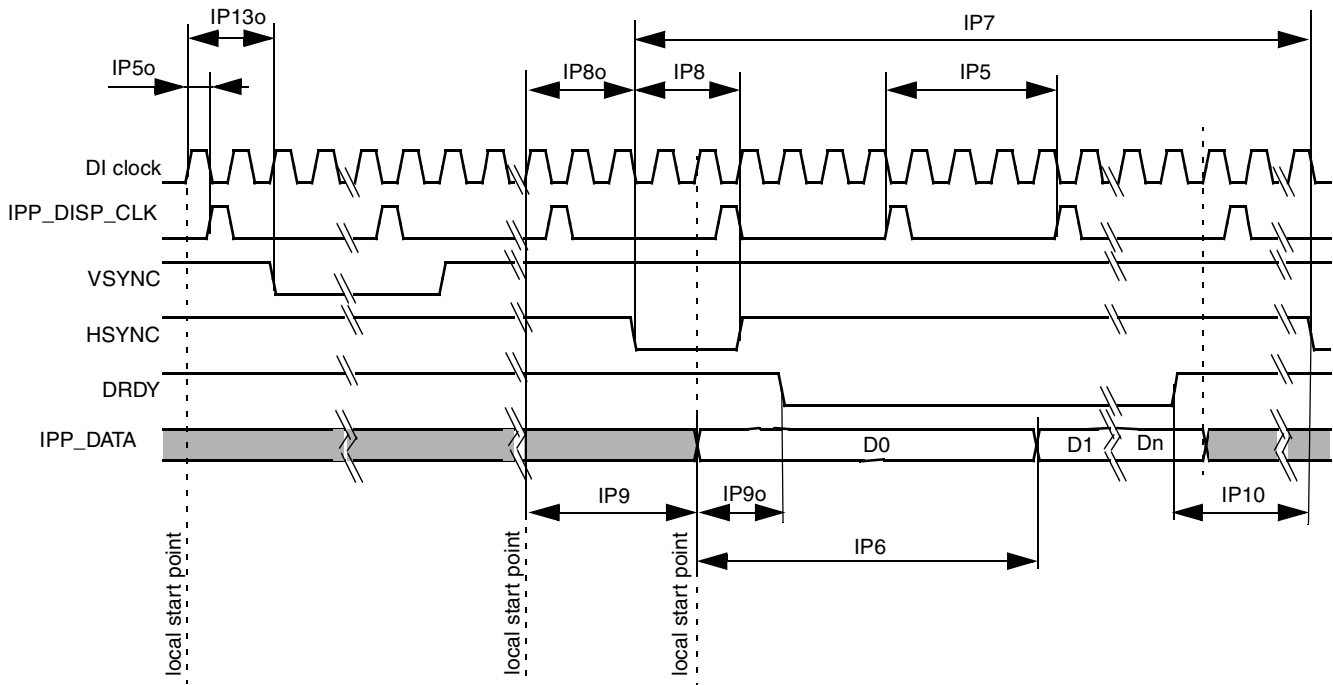 IP13o
IP7
IP5o
IP8o
IP8
IP5
DI clock
IPP_DISP_CLK
VSYNC
HSYNC
DRDY
IPP_DATA
D0
D1
Dn
IP9
IP9o
IP10
IP6
local start point
local start point
local start point